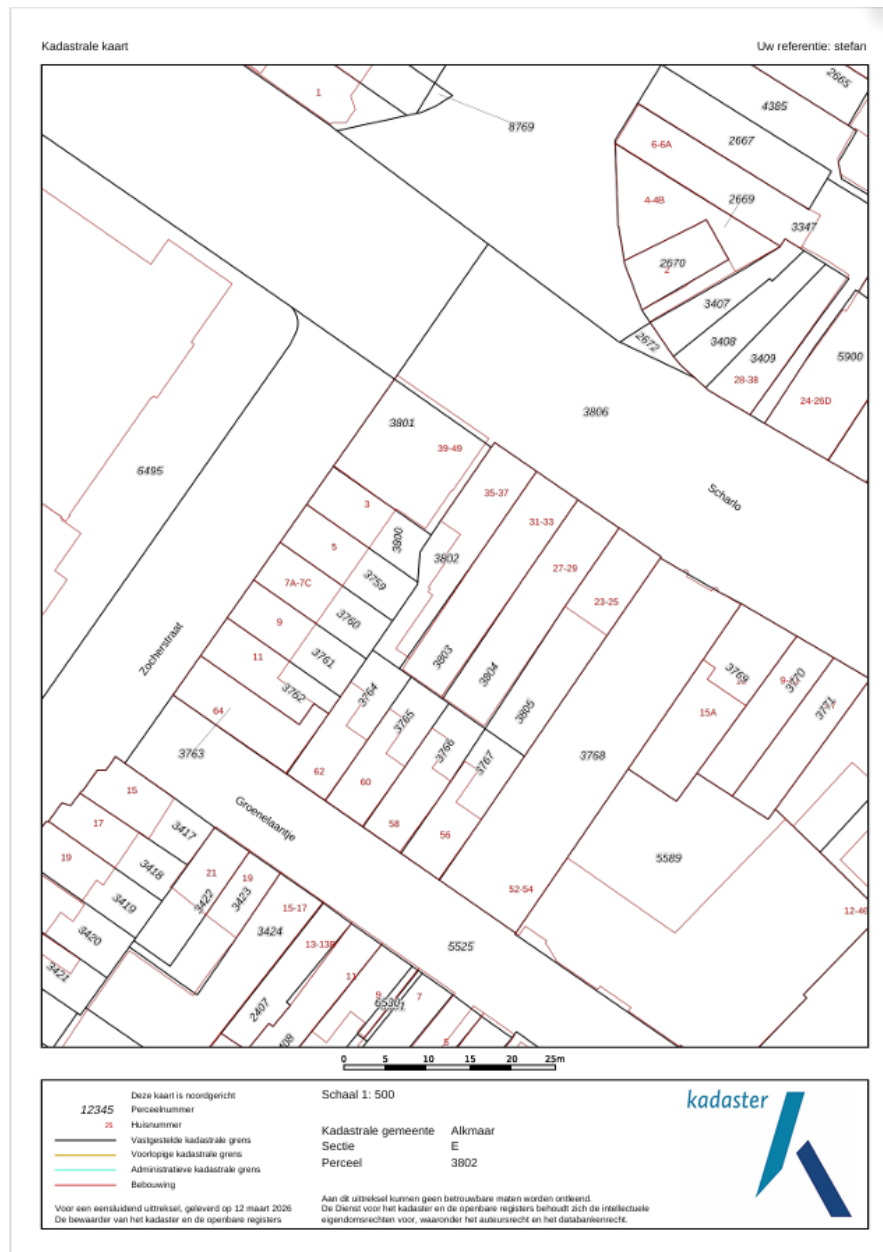 Kadastrale kaart
Uw referentie: stefan
1
8769
2665
4385
2667
6-6A
4-4B
2669
3347
2670
2
3407
2672
3408
3409
5900
28-38
24-26D
3801
3806
39-49
6495
35-37
Scharlo
3
31-33
3800
5
3802
27-29
7A-7C
3759
23-25
9
3760
Zocherstraat
11
3761
3803
3804
3769
9-
3770
3762
3764
3771
64
3765
3805
15A
3766
3763
3767
3768
62
60
15
Groenelaantje
58
17
3417
56
19
3418
21
19
5589
3419
3422
3423
52-54
15-17
12-46
3420
3424
13-13B
5525
3421
11
9
7
2407
6530
5
Deze kaart is noordgericht
12345 Perceelnummer
25 Huisnummer
Vastgestelde kadastrale grens
Voorlopige kadastrale grens
Administratieve kadastrale grens
Bebouwing
Voor een eensluidend uittreksel, geleverd op 12 maart 2026
De bewaarder van het kadaster en de openbare registers
0 5 10 15 20 25m
Schaal 1: 500
Kadastrale gemeente Alkmaar
Sectie E
Perceel 3802
Aan dit uittreksel kunnen geen betrouwbare maten worden ontleend.
De Dienst voor het kadaster en de openbare registers behoudt zich de intellectuele
eigendomsrechten voor, waaronder het auteursrecht en het databankenrecht.
kadaster